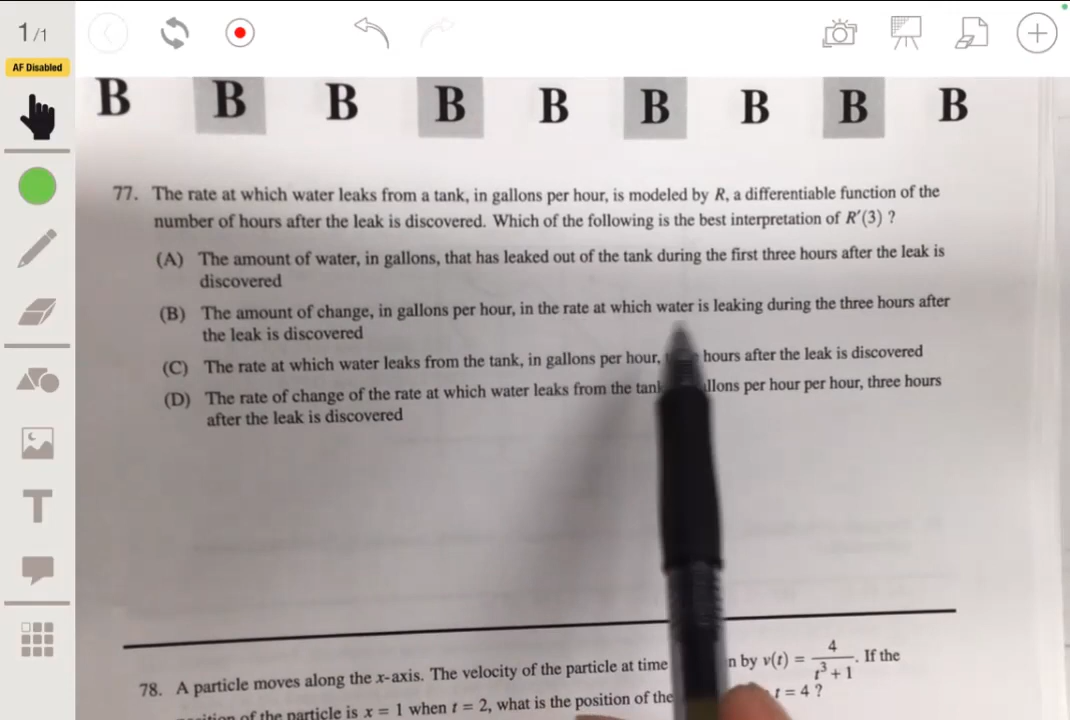 1/1
AF Disabled
B B B B B B B B B
77. The rate at which water leaks from a tank, in gallons per hour, is modeled by R, a differentiable function of the
number of hours after the leak is discovered. Which of the following is the best interpretation of R′(3) ?
(A) The amount of water, in gallons, that has leaked out of the tank during the first three hours after the leak is
discovered
(B) The amount of change, in gallons per hour, in the rate at which water is leaking during the three hours after
the leak is discovered
(C) The rate at which water leaks from the tank, in gallons per hour, hours after the leak is discovered
(D) The rate of change of the rate at which water leaks from the tank per hour per hour, three hours
after the leak is discovered
78. A particle moves along the x-axis. The velocity of the particle at time by v(t) = 4/(t³ + 1). If the
of the particle is x = 1 when t = 2, what is the position of the t = 4 ?
T